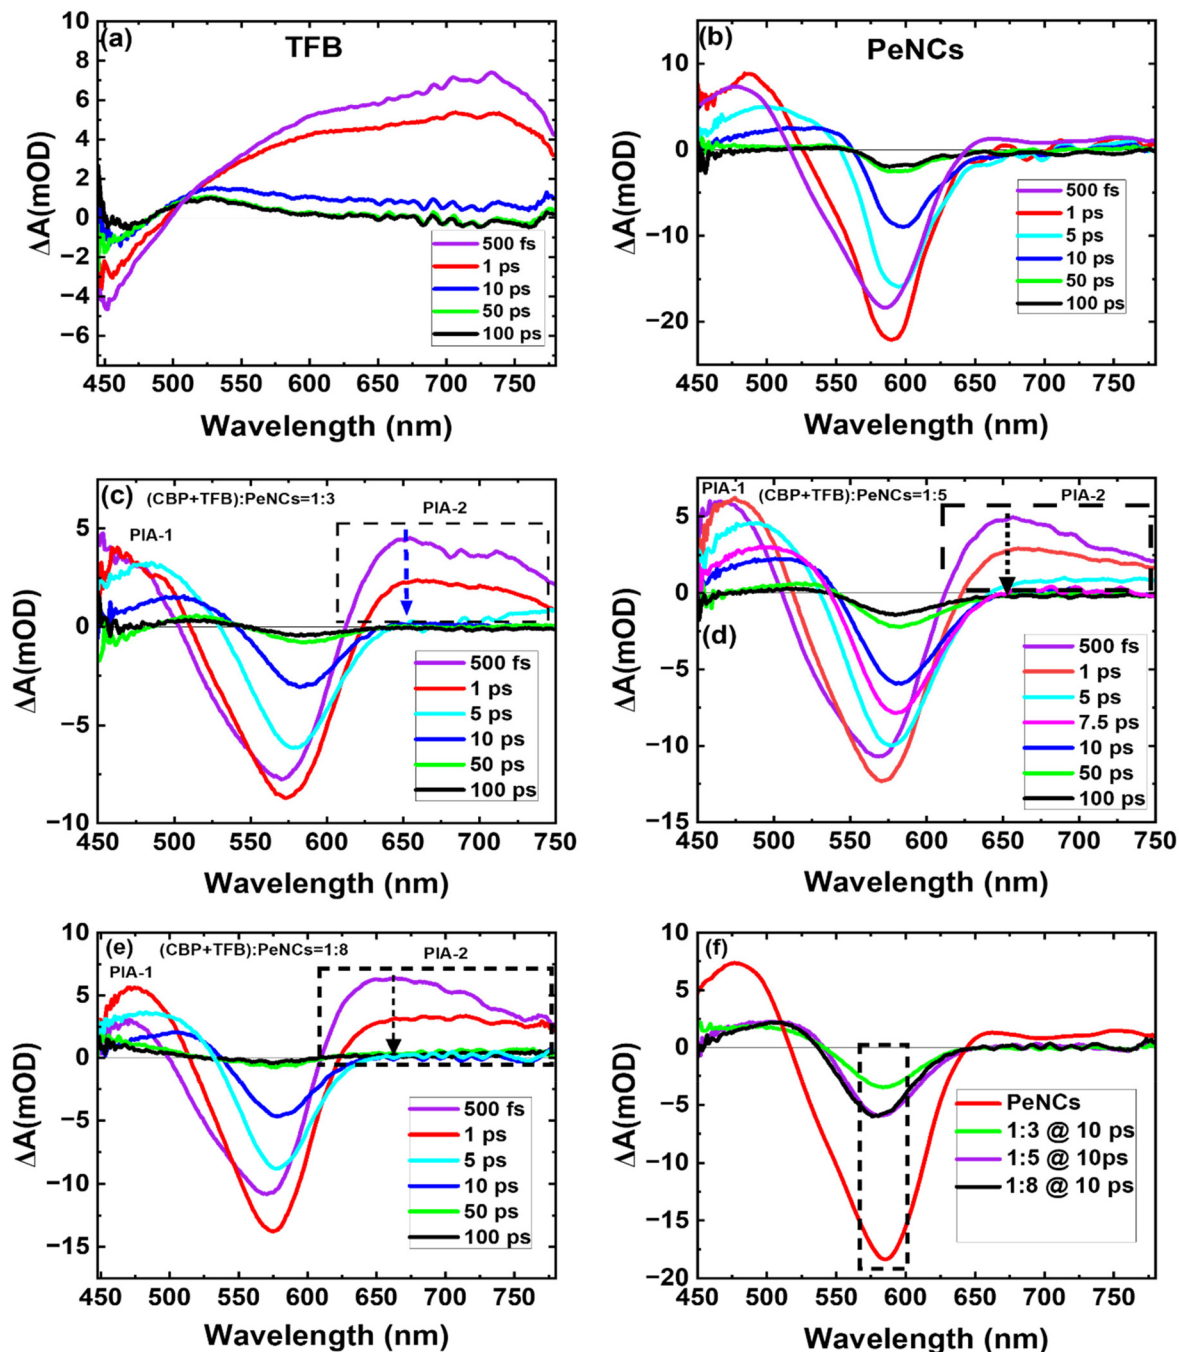 (a)
TFB
8
6
4
2
0
−2
−4
−6
ΔA(mOD)
500 fs
1 ps
10 ps
50 ps
100 ps
450 500 550 600 650 700 750
Wavelength (nm)
(b)
PeNCs
10
0
−10
−20
ΔA(mOD)
500 fs
1 ps
5 ps
10 ps
50 ps
100 ps
450 500 550 600 650 700 750
Wavelength (nm)
(c)
(CBP+TFB):PeNCs=1:3
PIA-1
PIA-2
5
0
−5
−10
ΔA(mOD)
500 fs
1 ps
5 ps
10 ps
50 ps
100 ps
450 500 550 600 650 700 750
Wavelength (nm)
PIA-1
(CBP+TFB):PeNCs=1:5
PIA-2
5
0
−5
−10
−15
ΔA(mOD)
(d)
500 fs
1 ps
5 ps
7.5 ps
10 ps
50 ps
100 ps
450 500 550 600 650 700 750
Wavelength (nm)
(e)
(CBP+TFB):PeNCs=1:8
PIA-1
PIA-2
10
5
0
−5
−10
−15
ΔA(mOD)
500 fs
1 ps
5 ps
10 ps
50 ps
100 ps
450 500 550 600 650 700 750
Wavelength (nm)
(f)
10
5
0
−5
−10
−15
−20
ΔA(mOD)
PeNCs
1:3 @ 10 ps
1:5 @ 10ps
1:8 @ 10 ps
450 500 550 600 650 700 750
Wavelength (nm)